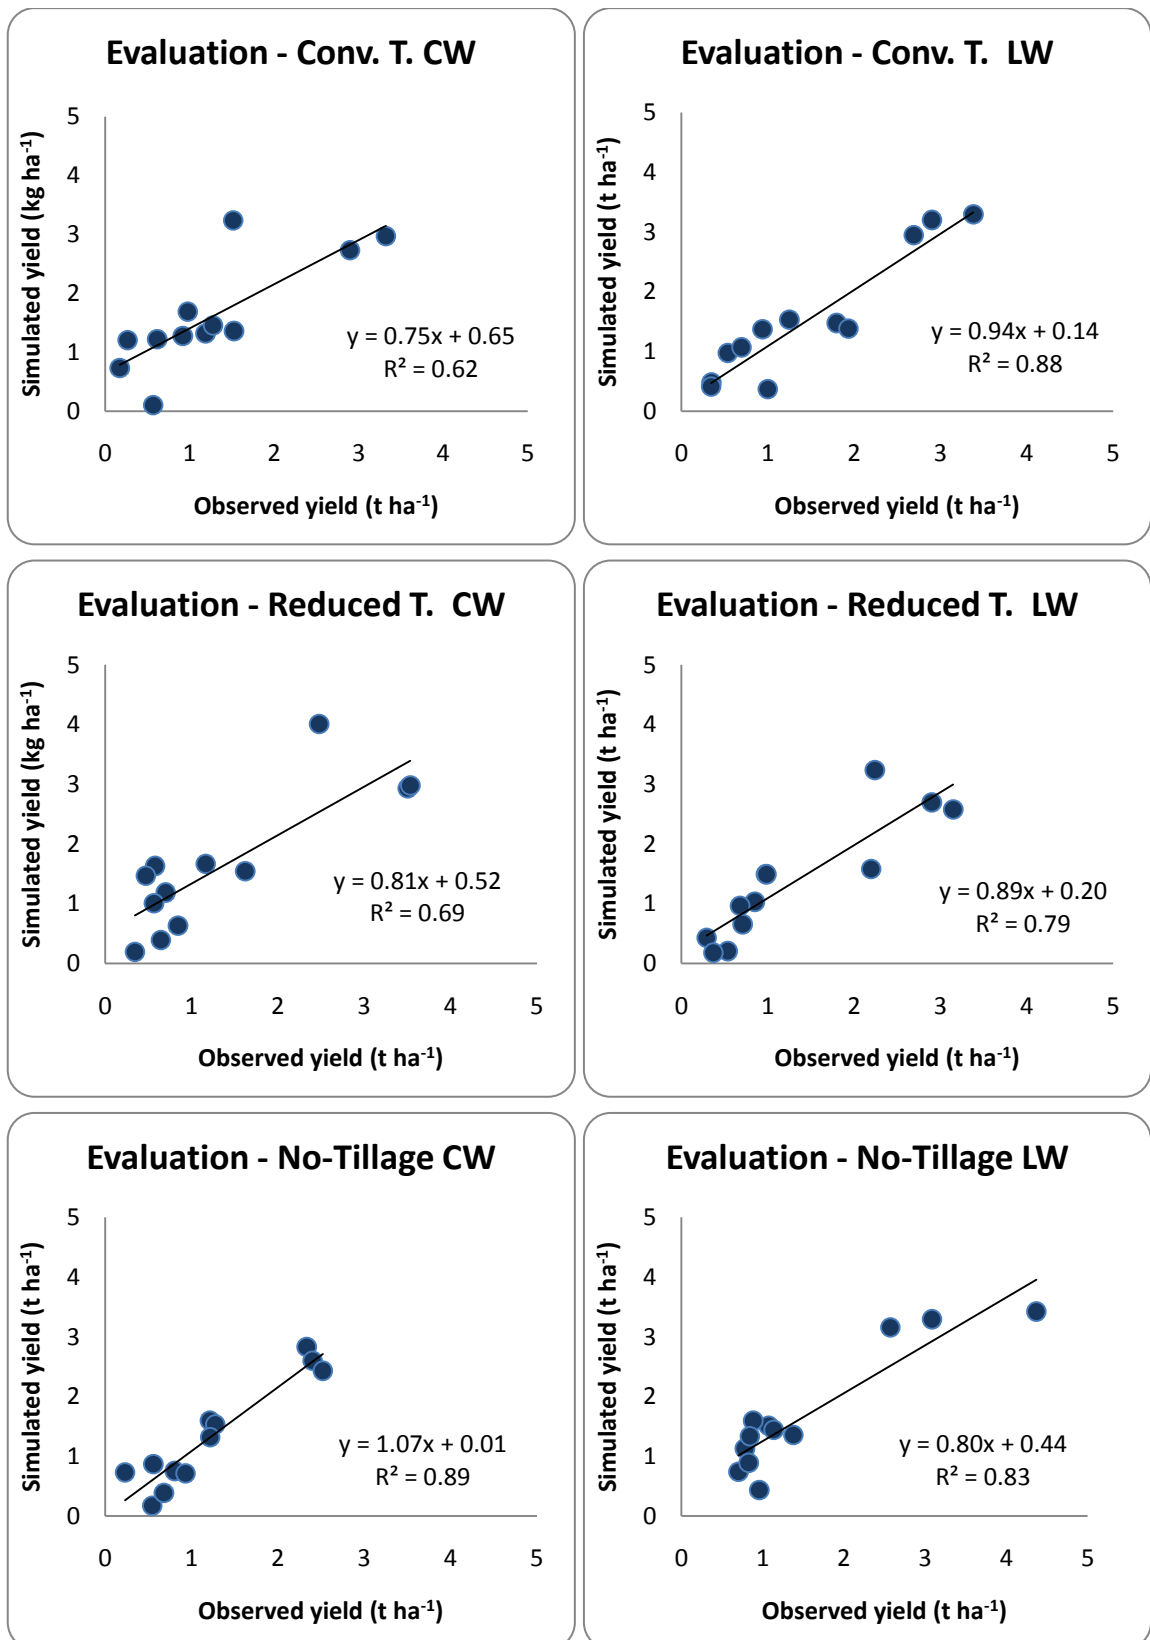 Evaluation - Conv. T. CW
Simulated yield (kg ha⁻¹)
5
4
3
2
1
0
y = 0.75x + 0.65
R² = 0.62
0 1 2 3 4 5
Observed yield (t ha⁻¹)
Evaluation - Conv. T. LW
Simulated yield (t ha⁻¹)
5
4
3
2
1
0
y = 0.94x + 0.14
R² = 0.88
0 1 2 3 4 5
Observed yield (t ha⁻¹)
Evaluation - Reduced T. CW
Simulated yield (kg ha⁻¹)
5
4
3
2
1
0
y = 0.81x + 0.52
R² = 0.69
0 1 2 3 4 5
Observed yield (t ha⁻¹)
Evaluation - Reduced T. LW
Simulated yield (t ha⁻¹)
5
4
3
2
1
0
y = 0.89x + 0.20
R² = 0.79
0 1 2 3 4 5
Observed yield (t ha⁻¹)
Evaluation - No-Tillage CW
Simulated yield (t ha⁻¹)
5
4
3
2
1
0
y = 1.07x + 0.01
R² = 0.89
0 1 2 3 4 5
Observed yield (t ha⁻¹)
Evaluation - No-Tillage LW
Simulated yield (t ha⁻¹)
5
4
3
2
1
0
y = 0.80x + 0.44
R² = 0.83
0 1 2 3 4 5
Observed yield (t ha⁻¹)